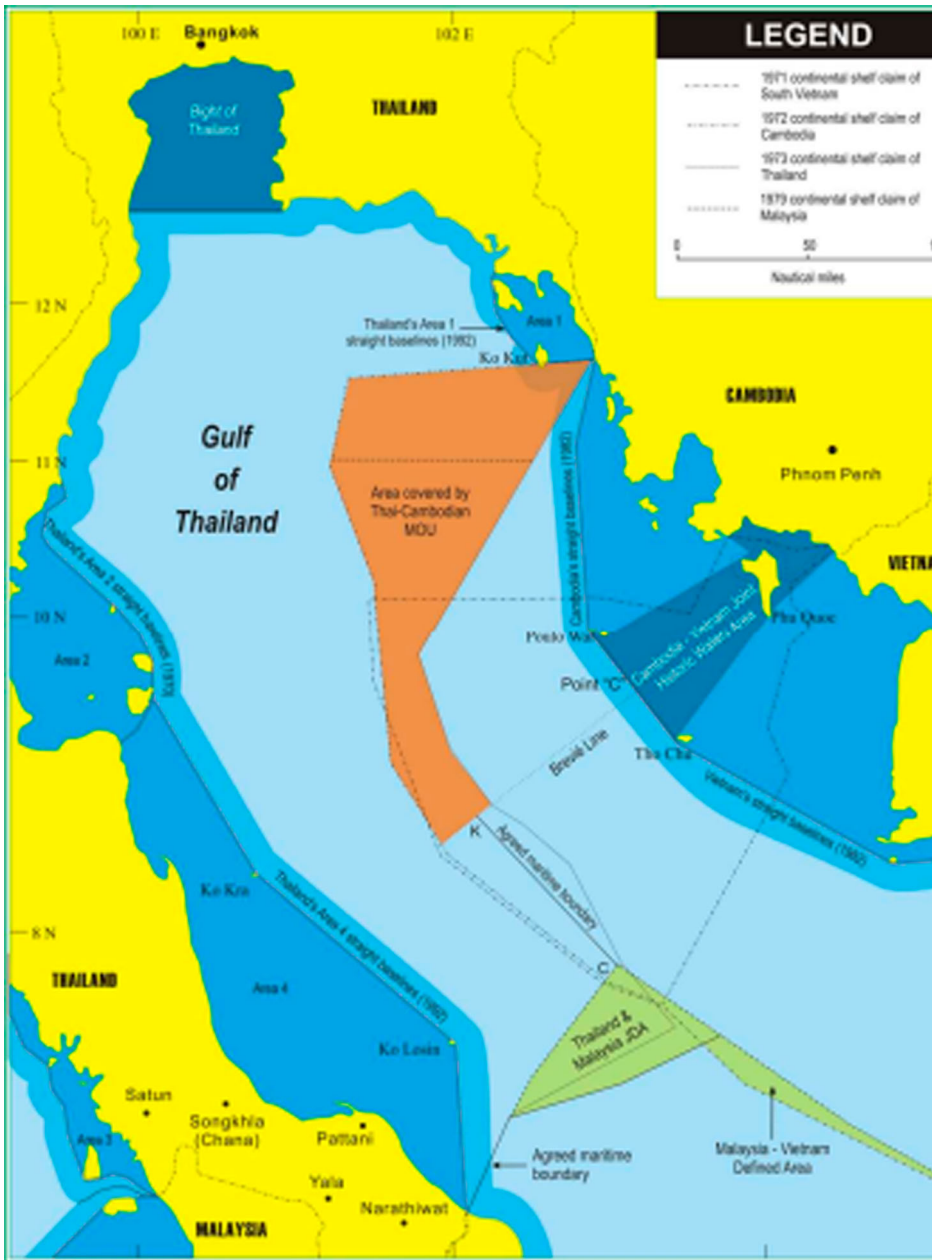 100 E
102 E
Bangkok
LEGEND
1971 continental shelf claim of
South Vietnam
1972 continental shelf claim of
Cambodia
1973 continental shelf claim of
Thailand
1979 continental shelf claim of
Malaysia
0
50
Nautical miles
Bight of
Thailand
THAILAND
12 N
Thailand's Area 1
straight baselines (1992)
Area 1
Ko Kut
CAMBODIA
Phnom Penh
Gulf
of
Thailand
11 N
Area covered by
Thai-Cambodian
MOU
Cambodia's straight baselines (1982)
VIETNA
Thailand's Area 2 straight baselines (1970)
10 N
Area 2
Phu Quoc
Poulo Wai
Cambodia - Vietnam Joint
Historic Waters Area
Point "C"
Tho Chu
Brevié Line
Vietnam's straight baselines (1982)
K
Agreed maritime boundary
Ko Kra
Thailand's Area 4 straight baselines (1992)
8 N
C
THAILAND
Area 4
Thailand &
Malaysia JDA
Ko Losin
Satun
Songkhla
(Chana)
Pattani
Area 3
Agreed maritime
boundary
Malaysia - Vietnam
Defined Area
Yala
Narathiwat
MALAYSIA